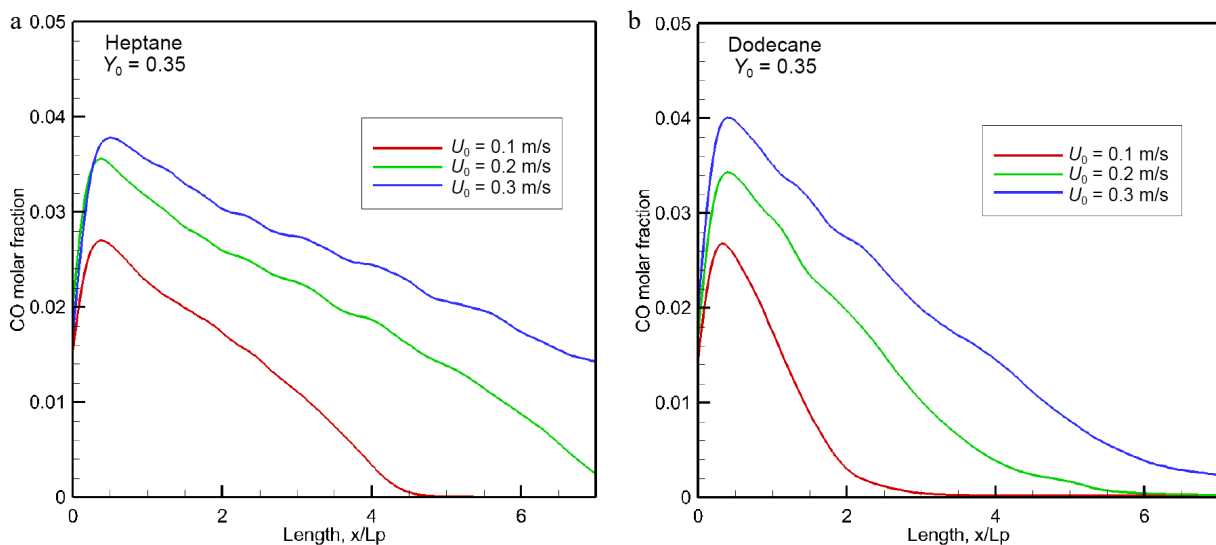 a
0.05
Heptane
Y0 = 0.35
0.04
U0 = 0.1 m/s
U0 = 0.2 m/s
U0 = 0.3 m/s
0.03
CO molar fraction
0.02
0.01
0
0 2 4 6
Length, x/Lp
b
0.05
Dodecane
Y0 = 0.35
0.04
U0 = 0.1 m/s
U0 = 0.2 m/s
U0 = 0.3 m/s
0.03
CO molar fraction
0.02
0.01
0
0 2 4 6
Length, x/Lp